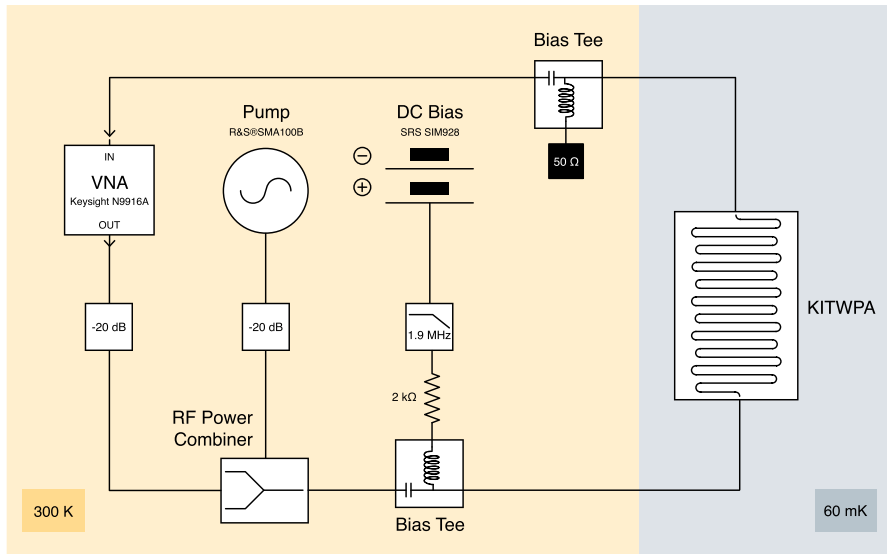 Bias Tee
Pump
R&S®SMA100B
DC Bias
SRS SIM928
50 Ω
IN
VNA
Keysight N9916A
OUT
-20 dB
-20 dB
1.9 MHz
KITWPA
2 kΩ
RF Power
Combiner
Bias Tee
300 K
60 mK